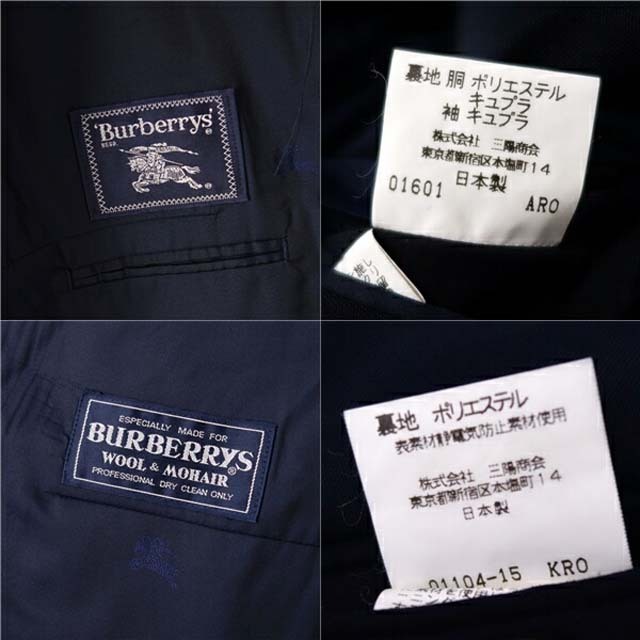 Burberrys®
REGD.
裏地 胴 ポリエステル
キュプラ
袖 キュプラ
株式会社 三陽商会
東京都新宿区本塩町14
日本製
01601 ARO
ESPECIALLY MADE FOR
BURBERRYS®
WOOL & MOHAIR
PROFESSIONAL DRY CLEAN ONLY
裏地 ポリエステル
表素材静電気防止素材使用
株式会社 三陽商会
東京都新宿区本塩町14
日本製
01104-15 KRO